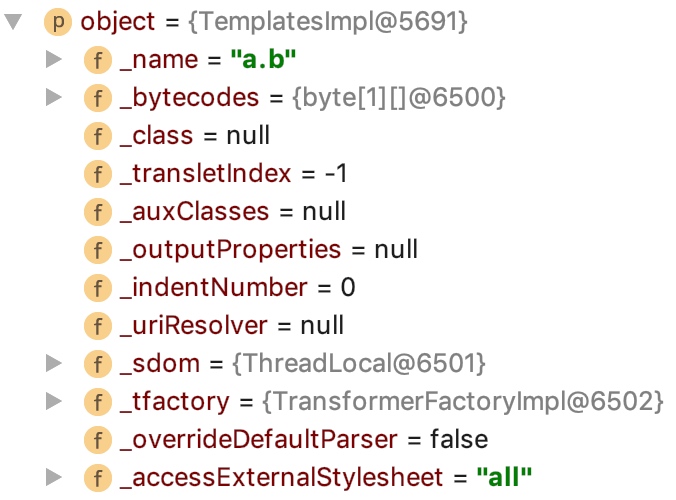 p object = {TemplatesImpl@5691}
f _name = "a.b"
f _bytecodes = {byte[1][]@6500}
f _class = null
f _transletIndex = -1
f _auxClasses = null
f _outputProperties = null
f _indentNumber = 0
f _uriResolver = null
f _sdom = {ThreadLocal@6501}
f _tfactory = {TransformerFactoryImpl@6502}
f _overrideDefaultParser = false
f _accessExternalStylesheet = "all"